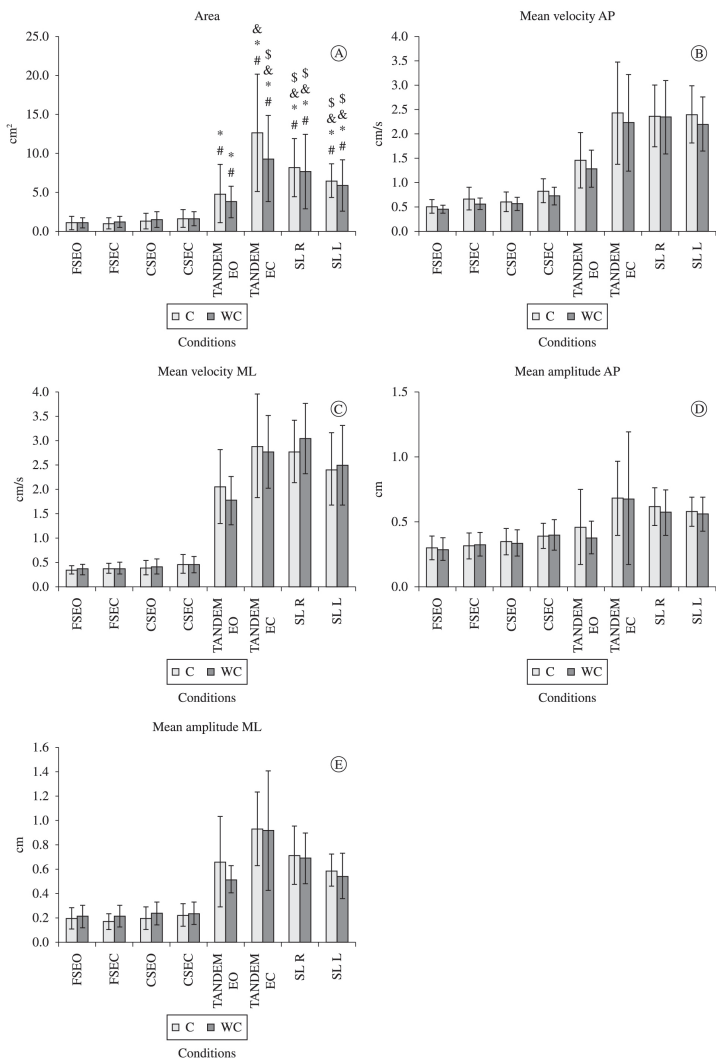 Area
A
25.0
20.0
15.0
10.0
5.0
0.0
cm²
*
#
*
#
&
*
#
$
&
*
#
$
&
*
#
$
&
*
#
$
&
*
#
$
&
*
#
FSEO
FSEC
CSEO
CSEC
TANDEM
EO
TANDEM
EC
SL R
SL L
C WC
Conditions
Mean velocity AP
B
4.0
3.5
3.0
2.5
2.0
1.5
1.0
0.5
0.0
cm/s
FSEO
FSEC
CSEO
CSEC
TANDEM
EO
TANDEM
EC
SL R
SL L
C WC
Conditions
Mean velocity ML
C
4.0
3.5
3.0
2.5
2.0
1.5
1.0
0.5
0.0
cm/s
FSEO
FSEC
CSEO
CSEC
TANDEM
EO
TANDEM
EC
SL R
SL L
C WC
Conditions
Mean amplitude AP
D
1.5
1.0
0.5
0.0
cm
FSEO
FSEC
CSEO
CSEC
TANDEM
EO
TANDEM
EC
SL R
SL L
C WC
Conditions
Mean amplitude ML
E
1.6
1.4
1.2
1.0
0.8
0.6
0.4
0.2
0.0
cm
FSEO
FSEC
CSEO
CSEC
TANDEM
EO
TANDEM
EC
SL R
SL L
C WC
Conditions